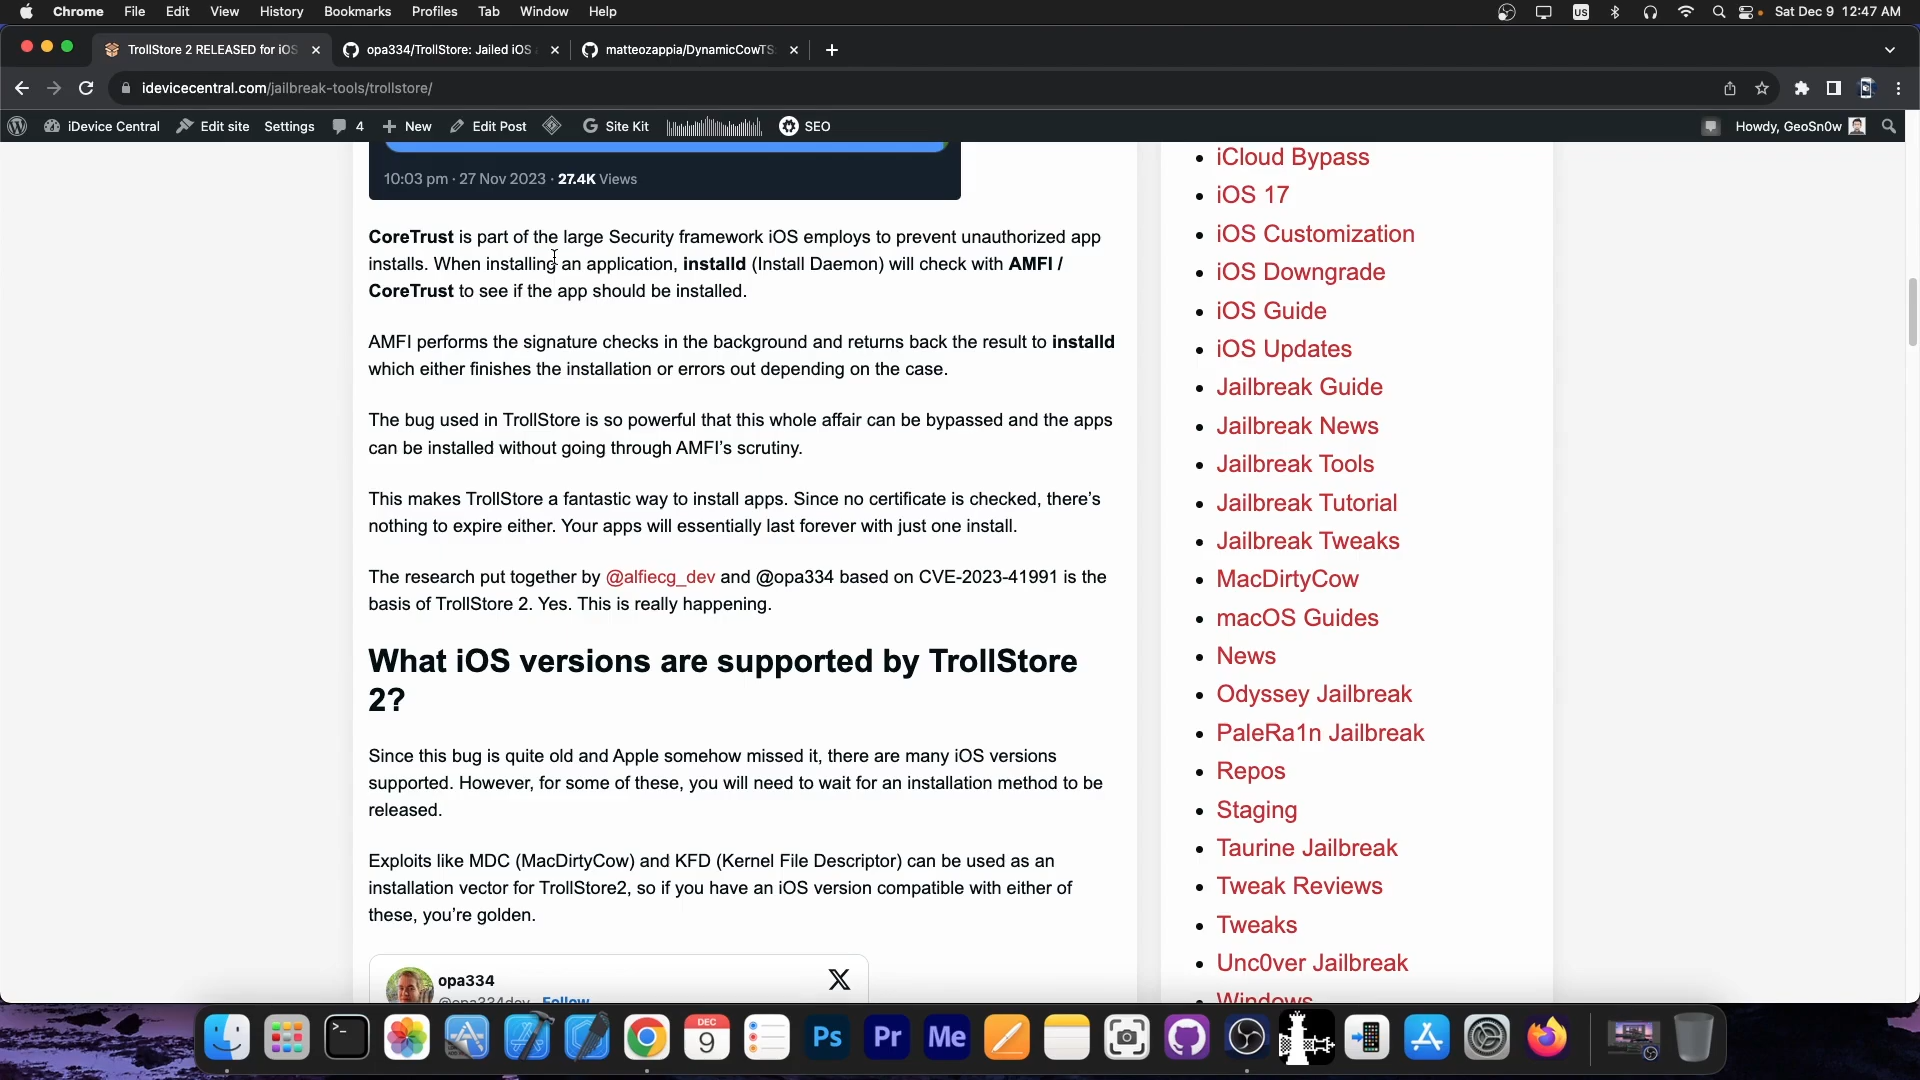 Chrome File Edit View History Bookmarks Profiles Tab Window Help
US Sat Dec 9 12:47 AM
TrollStore 2 RELEASED for iOS
opa334/TrollStore: Jailed iOS
matteozappia/DynamicCowTS
idevicecentral.com/jailbreak-tools/trollstore/
iDevice Central Edit site Settings 4 New Edit Post Site Kit SEO Howdy, GeoSn0w
10:03 pm · 27 Nov 2023 · 27.4K Views
CoreTrust is part of the large Security framework iOS employs to prevent unauthorized app
installs. When installing an application, installd (Install Daemon) will check with AMFI /
CoreTrust to see if the app should be installed.
AMFI performs the signature checks in the background and returns back the result to installd
which either finishes the installation or errors out depending on the case.
The bug used in TrollStore is so powerful that this whole affair can be bypassed and the apps
can be installed without going through AMFI's scrutiny.
This makes TrollStore a fantastic way to install apps. Since no certificate is checked, there's
nothing to expire either. Your apps will essentially last forever with just one install.
The research put together by @alfiecg_dev and @opa334 based on CVE-2023-41991 is the
basis of TrollStore 2. Yes. This is really happening.
What iOS versions are supported by TrollStore
2?
Since this bug is quite old and Apple somehow missed it, there are many iOS versions
supported. However, for some of these, you will need to wait for an installation method to be
released.
Exploits like MDC (MacDirtyCow) and KFD (Kernel File Descriptor) can be used as an
installation vector for TrollStore2, so if you have an iOS version compatible with either of
these, you're golden.
opa334
@opa334dev · Follow
iCloud Bypass
iOS 17
iOS Customization
iOS Downgrade
iOS Guide
iOS Updates
Jailbreak Guide
Jailbreak News
Jailbreak Tools
Jailbreak Tutorial
Jailbreak Tweaks
MacDirtyCow
macOS Guides
News
Odyssey Jailbreak
PaleRa1n Jailbreak
Repos
Staging
Taurine Jailbreak
Tweak Reviews
Tweaks
Unc0ver Jailbreak
Windows
DEC
9
Ps
Pr
Me